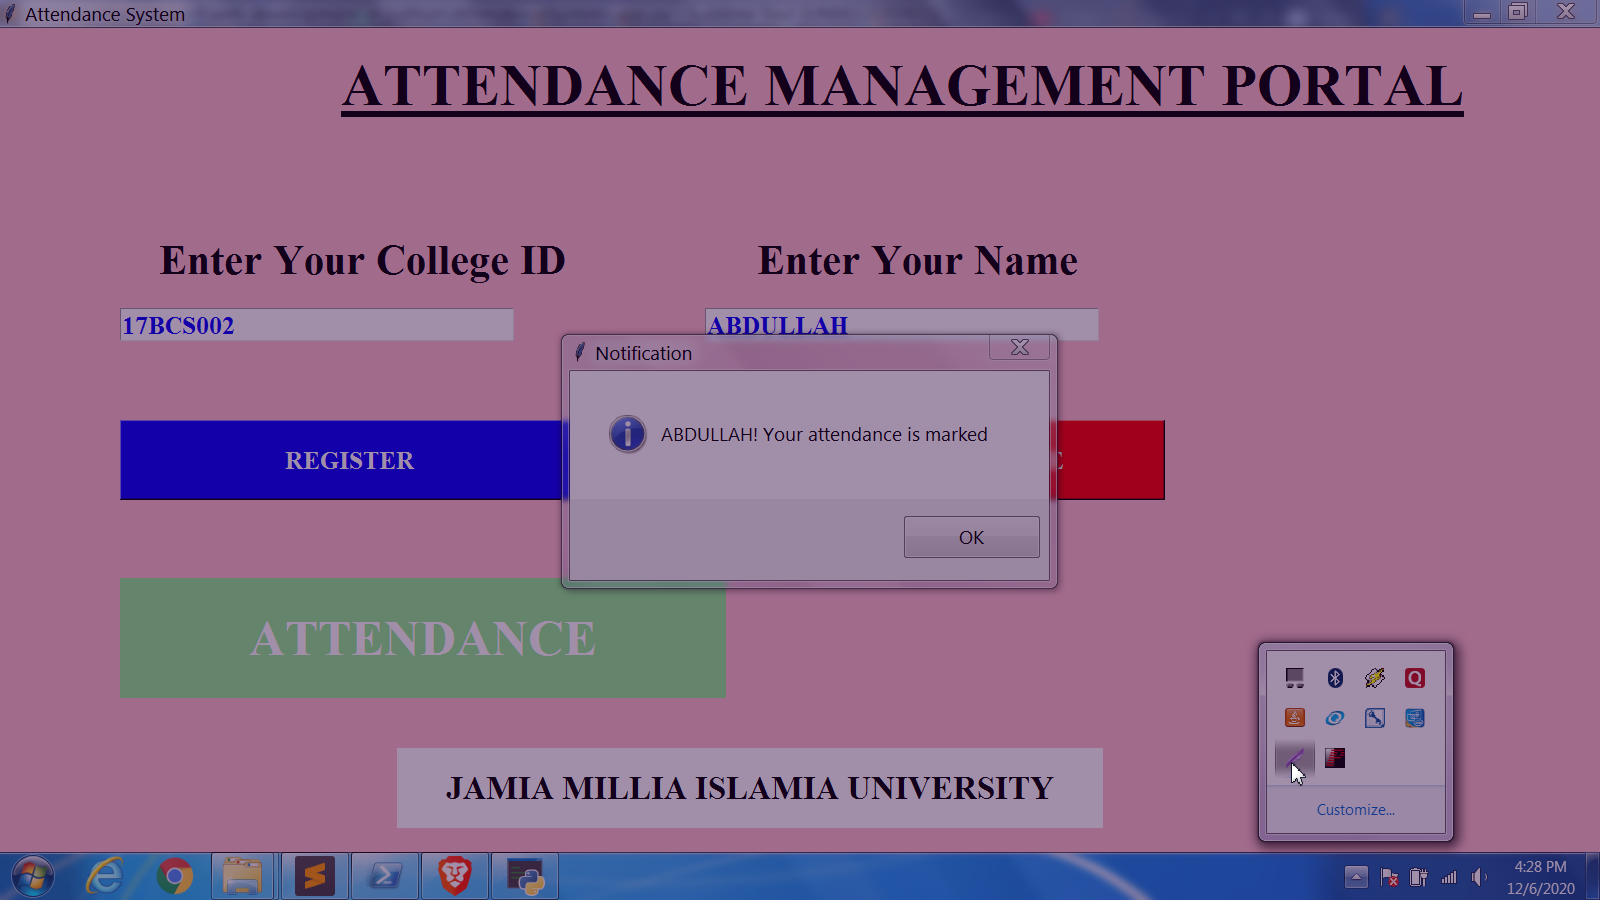 Attendance System
ATTENDANCE MANAGEMENT PORTAL
Enter Your College ID
Enter Your Name
17BCS002
ABDULLAH
Notification
ABDULLAH! Your attendance is marked
REGISTER
OK
ATTENDANCE
JAMIA MILLIA ISLAMIA UNIVERSITY
Customize...
4:28 PM
12/6/2020